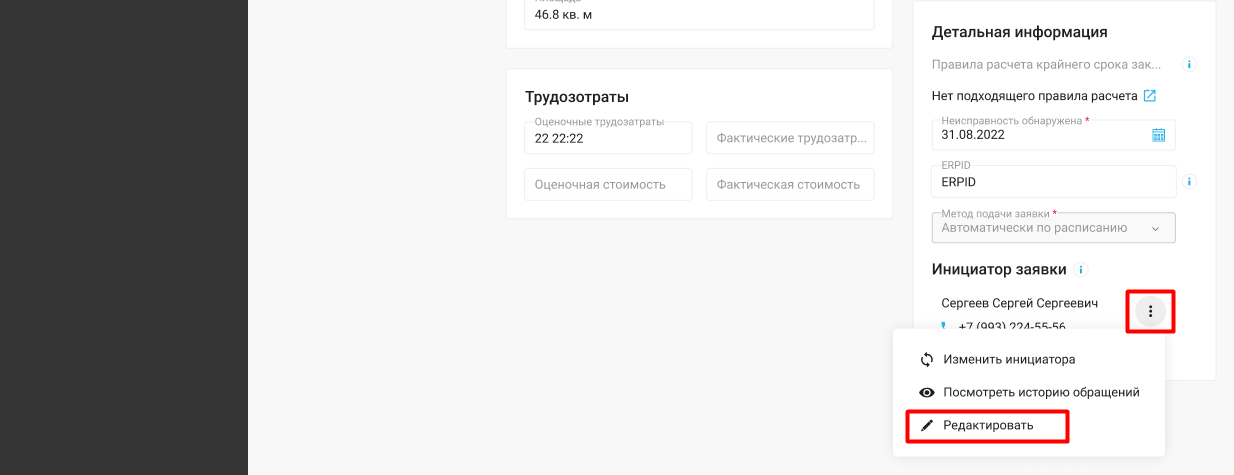 46.8 кв. м
Трудозотраты
Оценочные трудозатраты
22 22:22
Фактические трудозатр...
Оценочная стоимость
Фактическая стоимость
Детальная информация
Правила расчета крайнего срока зак...
Нет подходящего правила расчета
Неисправность обнаружена *
31.08.2022
ERPID
ERPID
Метод подачи заявки *
Автоматически по расписанию
Инициатор заявки
Сергеев Сергей Сергеевич
+7 (993) 224-55-56
Изменить инициатора
Посмотреть историю обращений
Редактировать